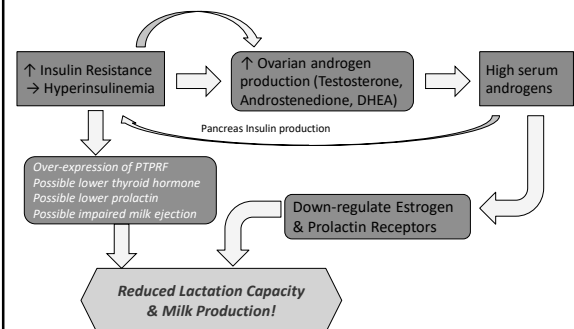 ↑ Insulin Resistance
→ Hyperinsulinemia
↑ Ovarian androgen
production (Testosterone,
Androstenedione, DHEA)
High serum
androgens
Pancreas Insulin production
Over-expression of PTPRF
Possible lower thyroid hormone
Possible lower prolactin
Possible impaired milk ejection
Down-regulate Estrogen
& Prolactin Receptors
Reduced Lactation Capacity
& Milk Production!